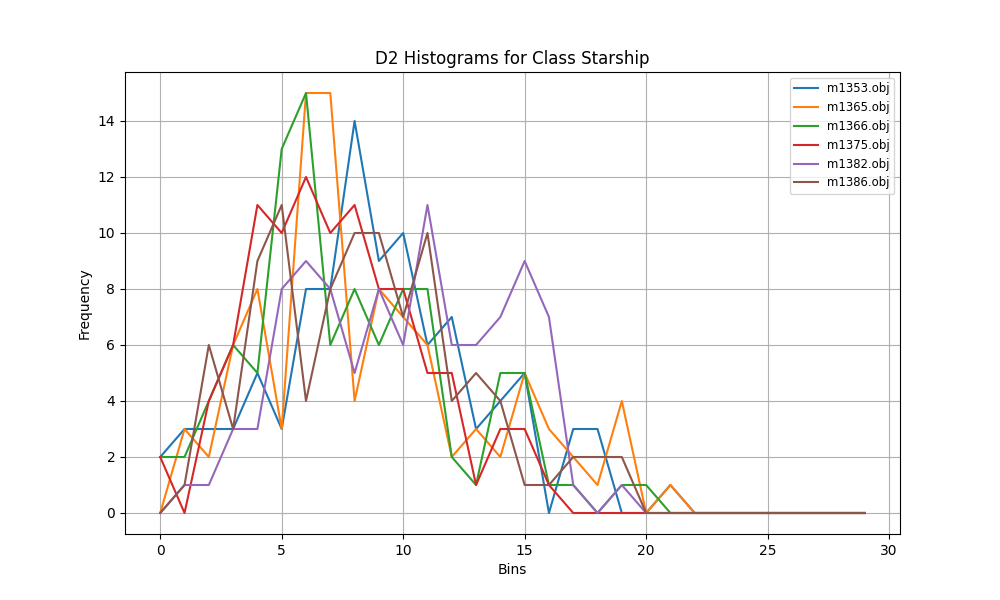 D2 Histograms for Class Starship
m1353.obj
m1365.obj
m1366.obj
m1375.obj
m1382.obj
m1386.obj
Frequency
14
12
10
8
6
4
2
0
0 5 10 15 20 25 30
Bins